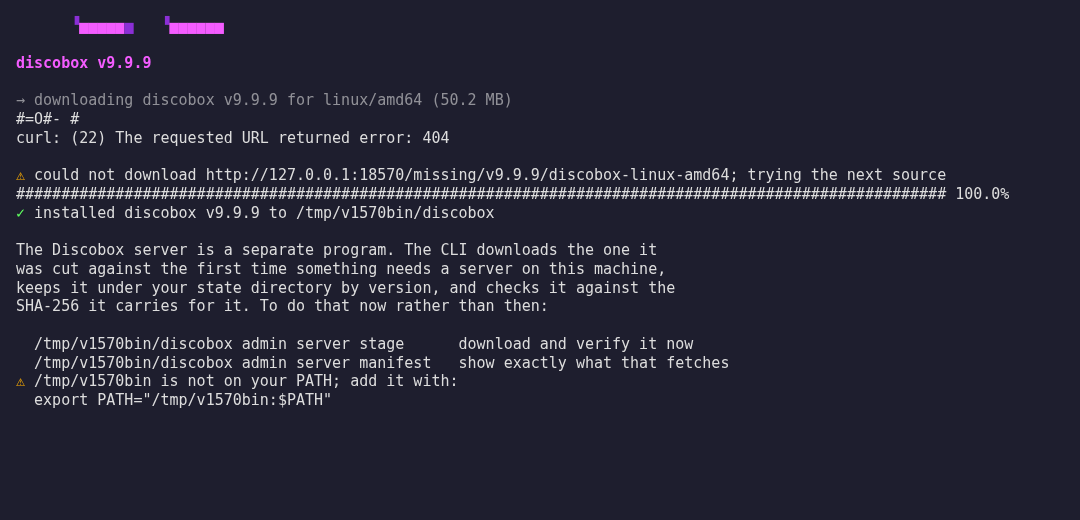 discobox v9.9.9
→ downloading discobox v9.9.9 for linux/amd64 (50.2 MB)
#=O#- #
curl: (22) The requested URL returned error: 404
⚠ could not download http://127.0.0.1:18570/missing/v9.9.9/discobox-linux-amd64; trying the next source
####################################################################################################### 100.0%
✓ installed discobox v9.9.9 to /tmp/v1570bin/discobox
The Discobox server is a separate program. The CLI downloads the one it
was cut against the first time something needs a server on this machine,
keeps it under your state directory by version, and checks it against the
SHA-256 it carries for it. To do that now rather than then:
/tmp/v1570bin/discobox admin server stage      download and verify it now
/tmp/v1570bin/discobox admin server manifest   show exactly what that fetches
⚠ /tmp/v1570bin is not on your PATH; add it with:
export PATH="/tmp/v1570bin:$PATH"